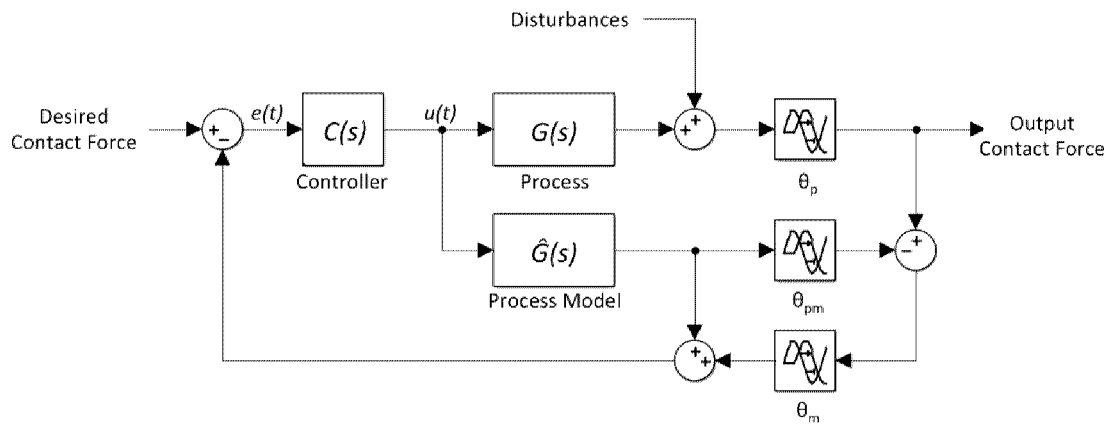 Disturbances
Desired
Contact Force
+
−
e(t)
C(s)
Controller
u(t)
G(s)
Process
+
+
θp
Output
Contact Force
Ĝ(s)
Process Model
θpm
−
+
+
+
θm